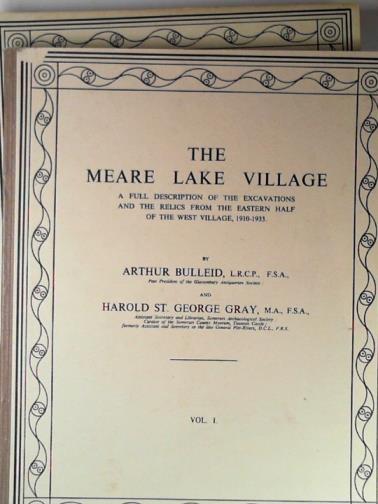 THE
MEARE LAKE VILLAGE
A FULL DESCRIPTION OF THE EXCAVATIONS
AND THE RELICS FROM THE EASTERN HALF
OF THE WEST VILLAGE, 1910-1933.
BY
ARTHUR BULLEID, L.R.C.P., F.S.A.,
Past President of the Glastonbury Antiquarian Society
AND
HAROLD ST. GEORGE GRAY, M.A., F.S.A.,
Assistant Secretary and Librarian, Somerset Archæological Society;
Curator of the Somerset County Museum, Taunton Castle;
formerly Assistant and Secretary to the late General Pitt-Rivers, D.C.L., F.R.S.
VOL. I.